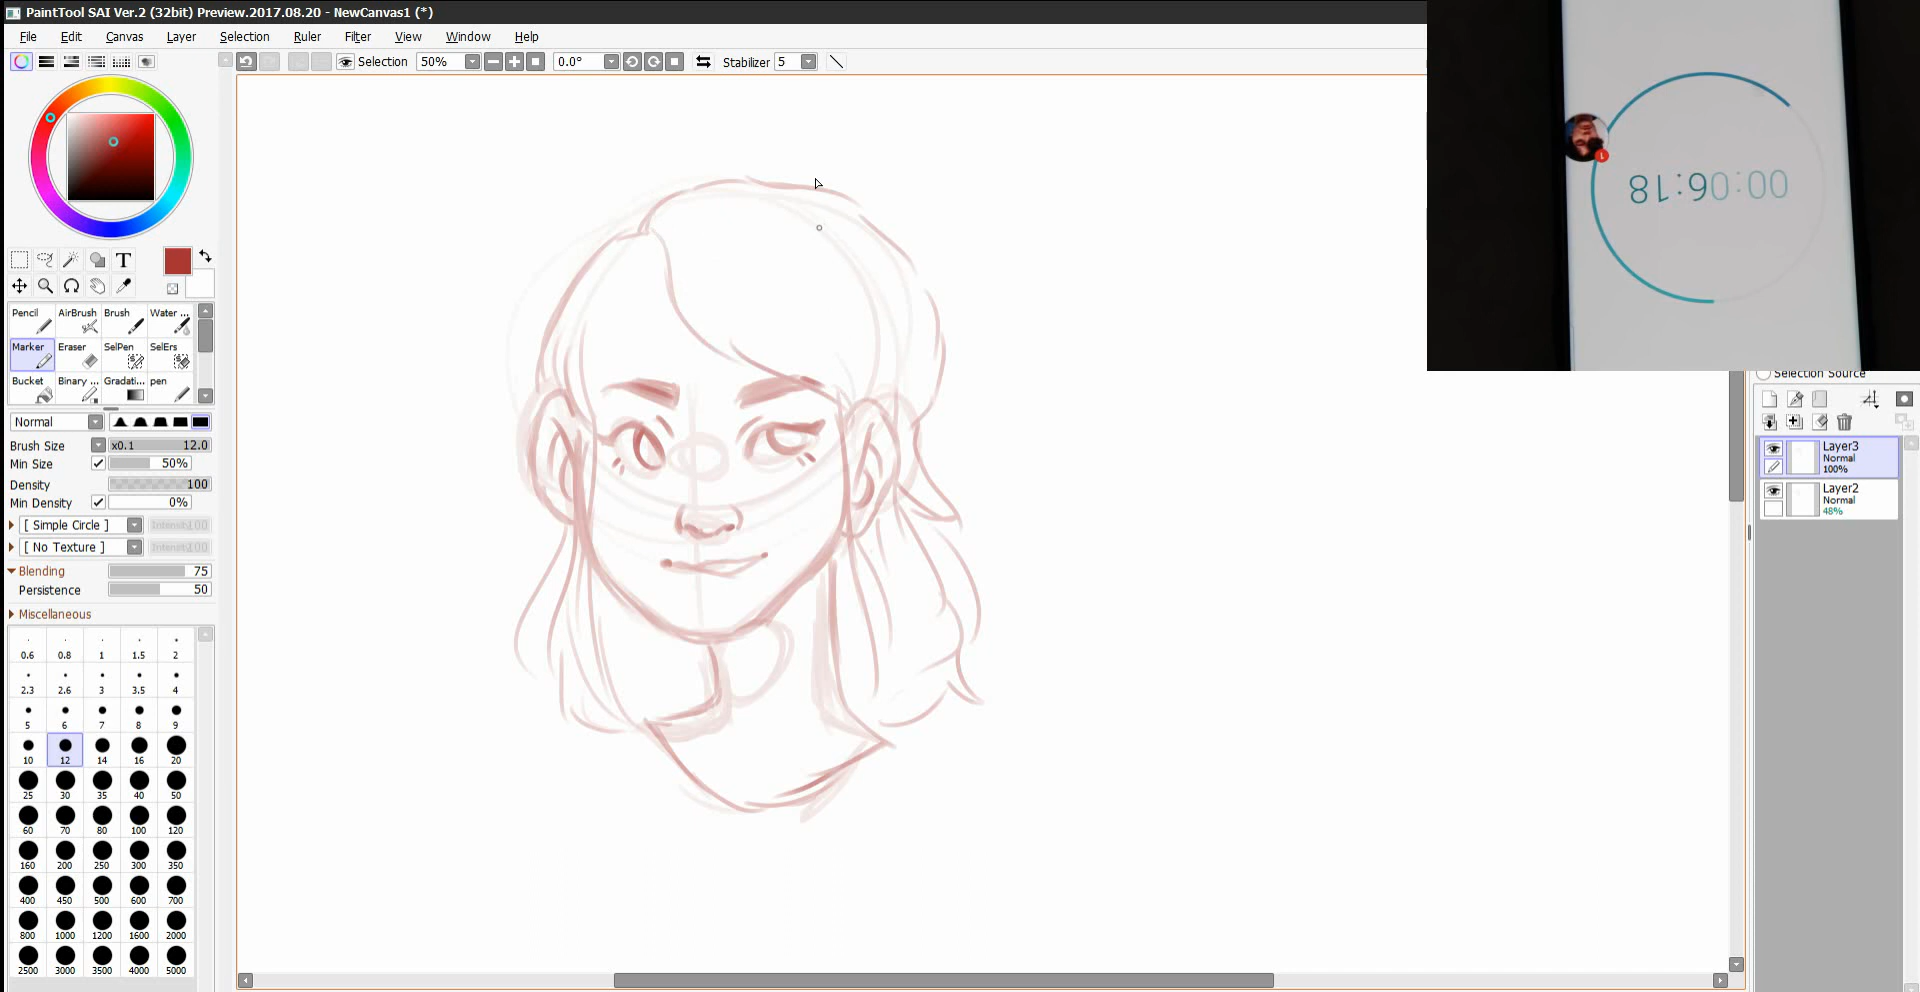 PaintTool SAI Ver.2 (32bit) Preview.2017.08.20 - NewCanvas1 (*)
File Edit Canvas Layer Selection Ruler Filter View Window Help
Selection 50% 0.0° Stabilizer 5
T
Pencil AirBrush Brush Water ...
Marker Eraser SelPen SelErs
Bucket Binary ... Gradati... pen
Normal
Brush Size x0.1 12.0
Min Size 50%
Density 100
Min Density 0%
[ Simple Circle ] Intensity 100
[ No Texture ] Intensity 100
Blending 75
Persistence 50
Miscellaneous
0.6 0.8 1 1.5 2
2.3 2.6 3 3.5 4
5 6 7 8 9
10 12 14 16 20
25 30 35 40 50
60 70 80 100 120
160 200 250 300 350
400 450 500 600 700
800 1000 1200 1600 2000
2500 3000 3500 4000 5000
00:06:18
1
Selection Source
Layer3
Normal
100%
Layer2
Normal
48%